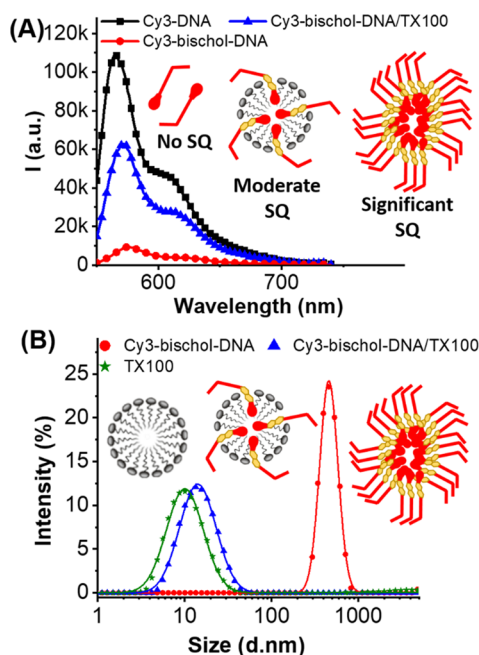 (A)
Cy3-DNA
Cy3-bischol-DNA/TX100
Cy3-bischol-DNA
120k
100k
80k
60k
40k
20k
0
I (a.u.)
No SQ
Moderate
SQ
Significant
SQ
600
700
Wavelength (nm)
(B)
Cy3-bischol-DNA
Cy3-bischol-DNA/TX100
TX100
25
20
15
10
5
0
Intensity (%)
1
10
100
1000
Size (d.nm)